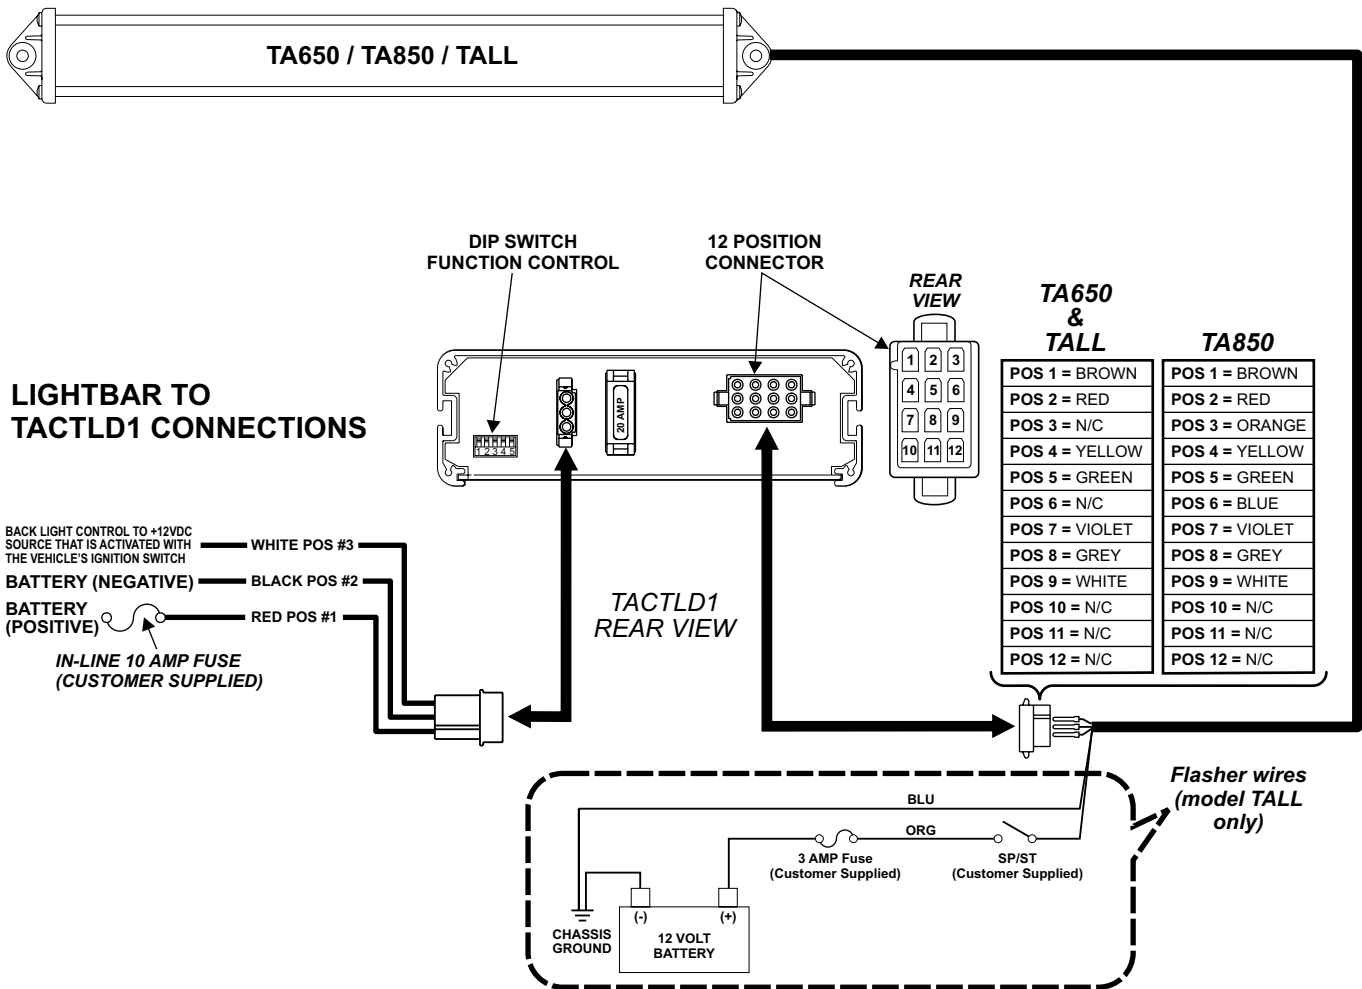 TA650 / TA850 / TALL
DIP SWITCH
FUNCTION CONTROL
12 POSITION
CONNECTOR
REAR
VIEW
1 2 3
4 5 6
7 8 9
10 11 12
20 AMP
1 2 3 4 5
LIGHTBAR TO
TACTLD1 CONNECTIONS
TA650
&
TALL
POS 1 = BROWN
POS 2 = RED
POS 3 = N/C
POS 4 = YELLOW
POS 5 = GREEN
POS 6 = N/C
POS 7 = VIOLET
POS 8 = GREY
POS 9 = WHITE
POS 10 = N/C
POS 11 = N/C
POS 12 = N/C
TA850
POS 1 = BROWN
POS 2 = RED
POS 3 = ORANGE
POS 4 = YELLOW
POS 5 = GREEN
POS 6 = BLUE
POS 7 = VIOLET
POS 8 = GREY
POS 9 = WHITE
POS 10 = N/C
POS 11 = N/C
POS 12 = N/C
BACK LIGHT CONTROL TO +12VDC
SOURCE THAT IS ACTIVATED WITH
THE VEHICLE'S IGNITION SWITCH
WHITE POS #3
BATTERY (NEGATIVE)
BLACK POS #2
BATTERY
(POSITIVE)
RED POS #1
IN-LINE 10 AMP FUSE
(CUSTOMER SUPPLIED)
TACTLD1
REAR VIEW
Flasher wires
(model TALL
only)
BLU
ORG
3 AMP Fuse
(Customer Supplied)
SP/ST
(Customer Supplied)
CHASSIS
GROUND
(-)
(+)
12 VOLT
BATTERY